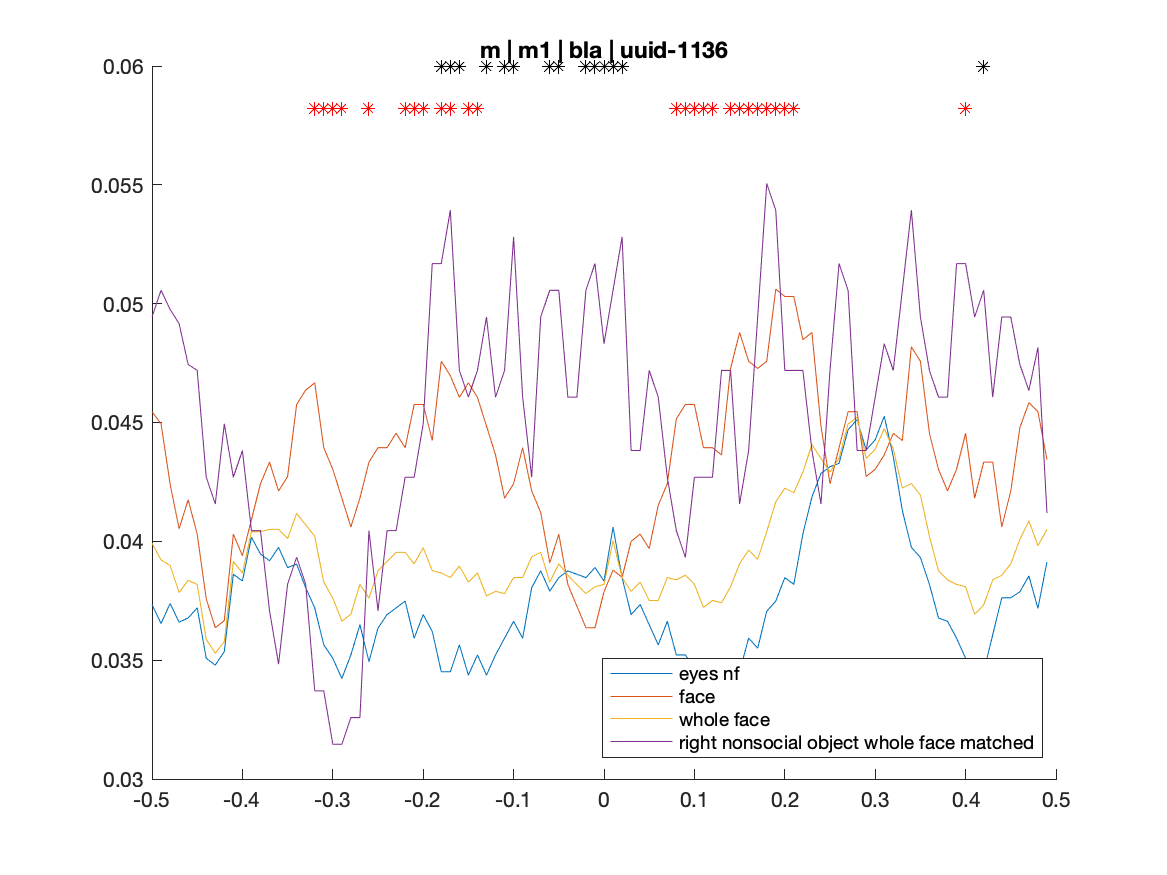 m | m1 | bla | uuid-1136
0.06
0.055
0.05
0.045
0.04
0.035
0.03
-0.5 -0.4 -0.3 -0.2 -0.1 0 0.1 0.2 0.3 0.4 0.5
eyes nf
face
whole face
right nonsocial object whole face matched